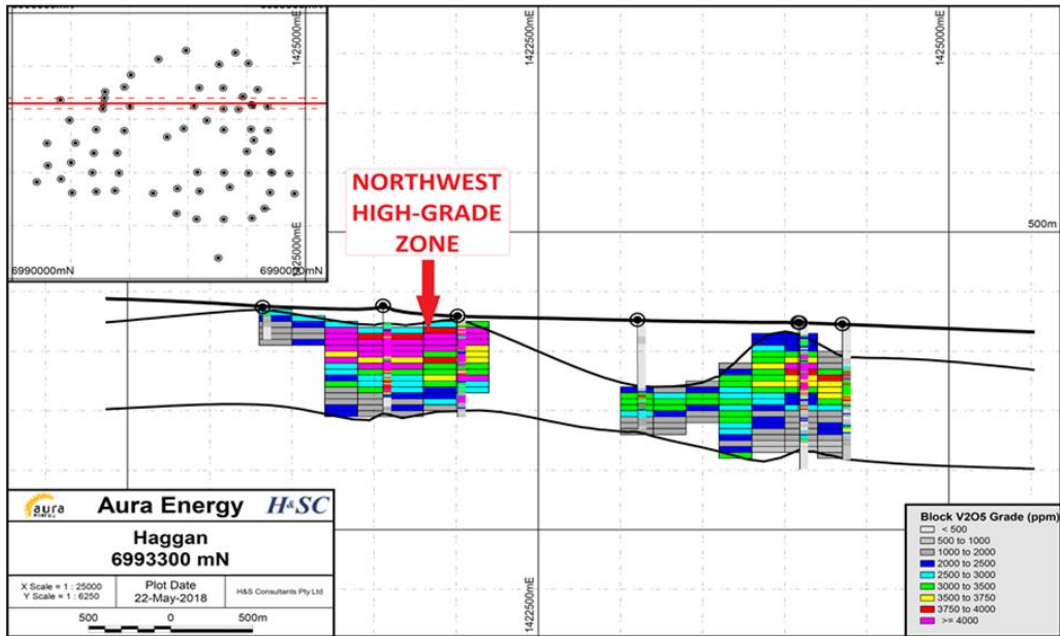 1425000mE
6990000mN
6990000mN
1425000mE
1422500mE
1425000mE
500m
NORTHWEST
HIGH-GRADE
ZONE
aura
ENERGY
Aura Energy
H&SC
Haggan
6993300 mN
X Scale = 1 : 25000
Y Scale = 1 : 6250
Plot Date
22-May-2018
H&S Consultants Pty Ltd
500 0 500m
1422500mE
Block V2O5 Grade (ppm)
< 500
500 to 1000
1000 to 2000
2000 to 2500
2500 to 3000
3000 to 3500
3500 to 3750
3750 to 4000
>= 4000